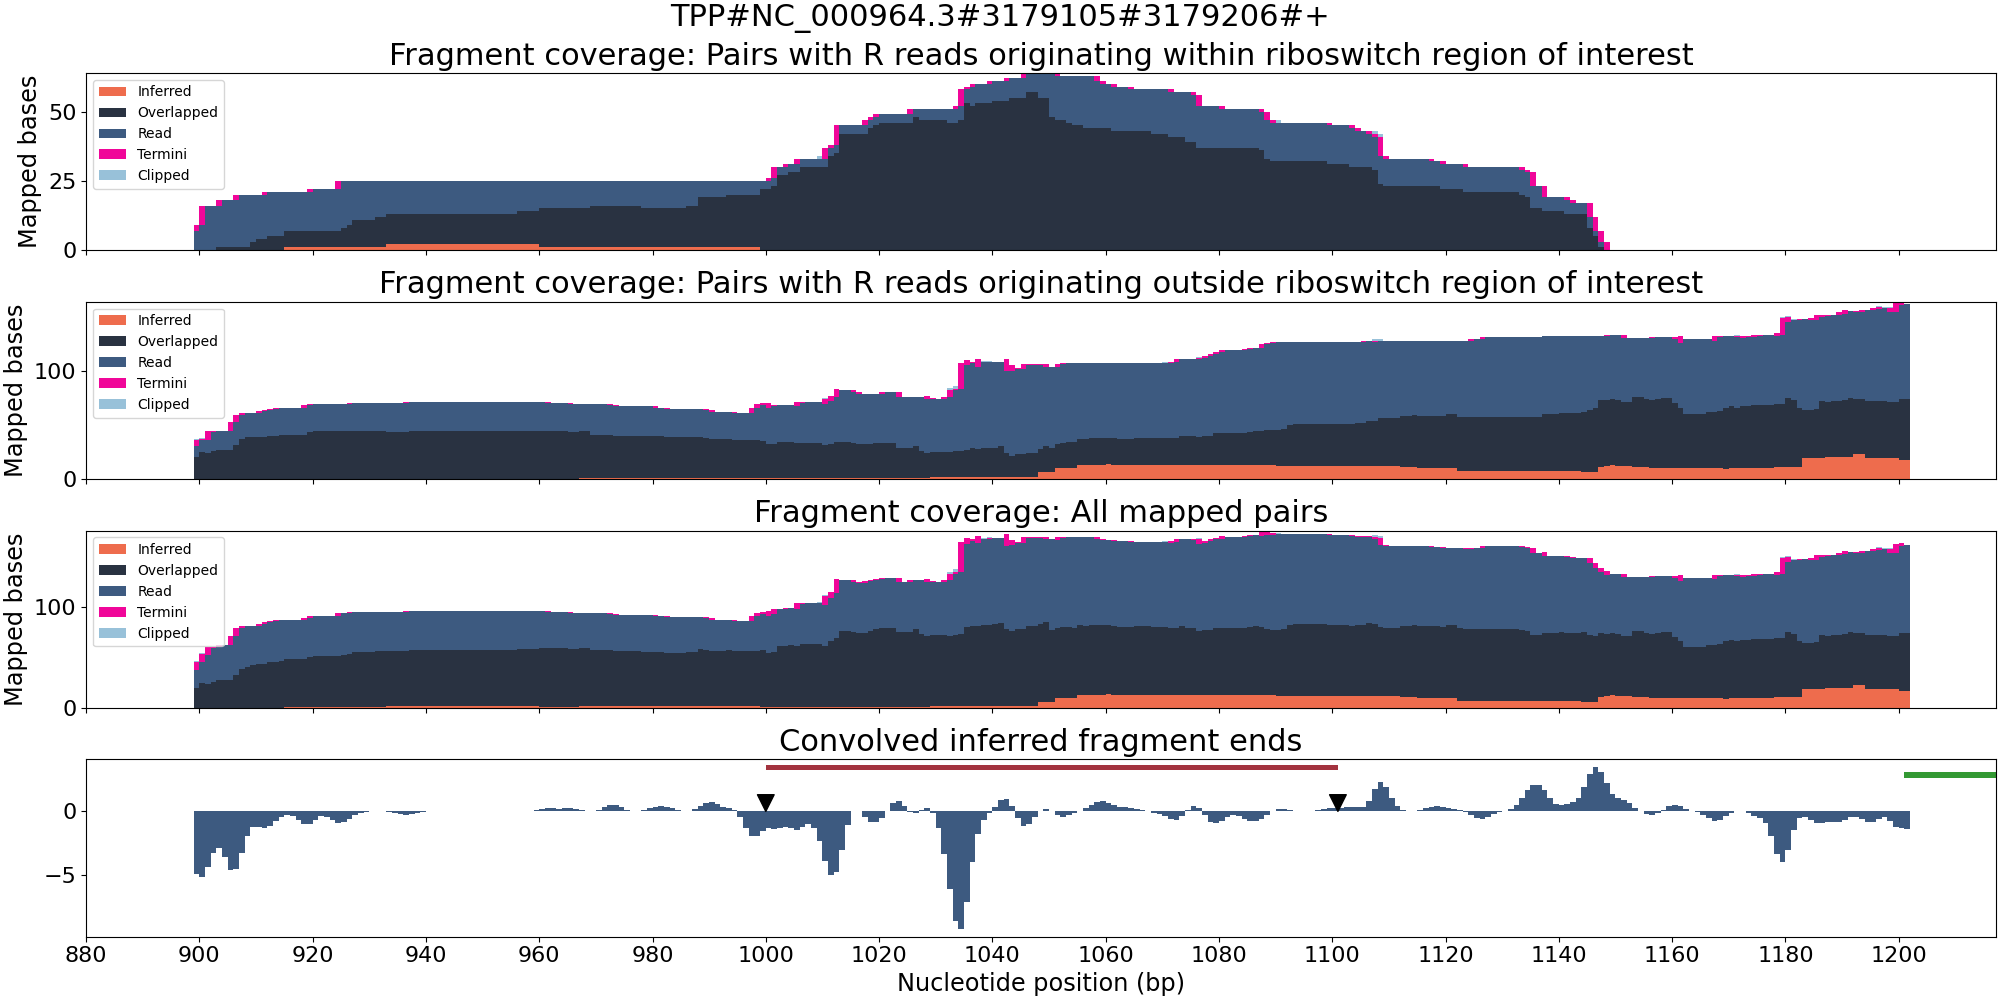 TPP#NC_000964.3#3179105#3179206#+
Fragment coverage: Pairs with R reads originating within riboswitch region of interest
Mapped bases
50
25
0
Inferred
Overlapped
Read
Termini
Clipped
Fragment coverage: Pairs with R reads originating outside riboswitch region of interest
Mapped bases
100
0
Inferred
Overlapped
Read
Termini
Clipped
Fragment coverage: All mapped pairs
Mapped bases
100
0
Inferred
Overlapped
Read
Termini
Clipped
Convolved inferred fragment ends
0
−5
880 900 920 940 960 980 1000 1020 1040 1060 1080 1100 1120 1140 1160 1180 1200
Nucleotide position (bp)